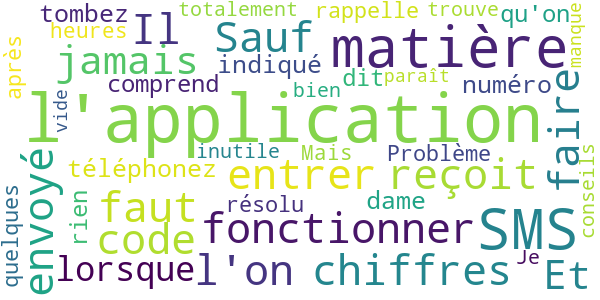 totalement rappelle trouve qu'on
tombez Il Sauf matière manque
heures jamais indiqué
après comprend dit paraît numéro
vide l'application bien faire
inutile Mais Problème
téléphonez entrer reçoit conseils
envoyé rien faut résolu dame SMS
quelques code fonctionner Je
lorsque l'on chiffres Et